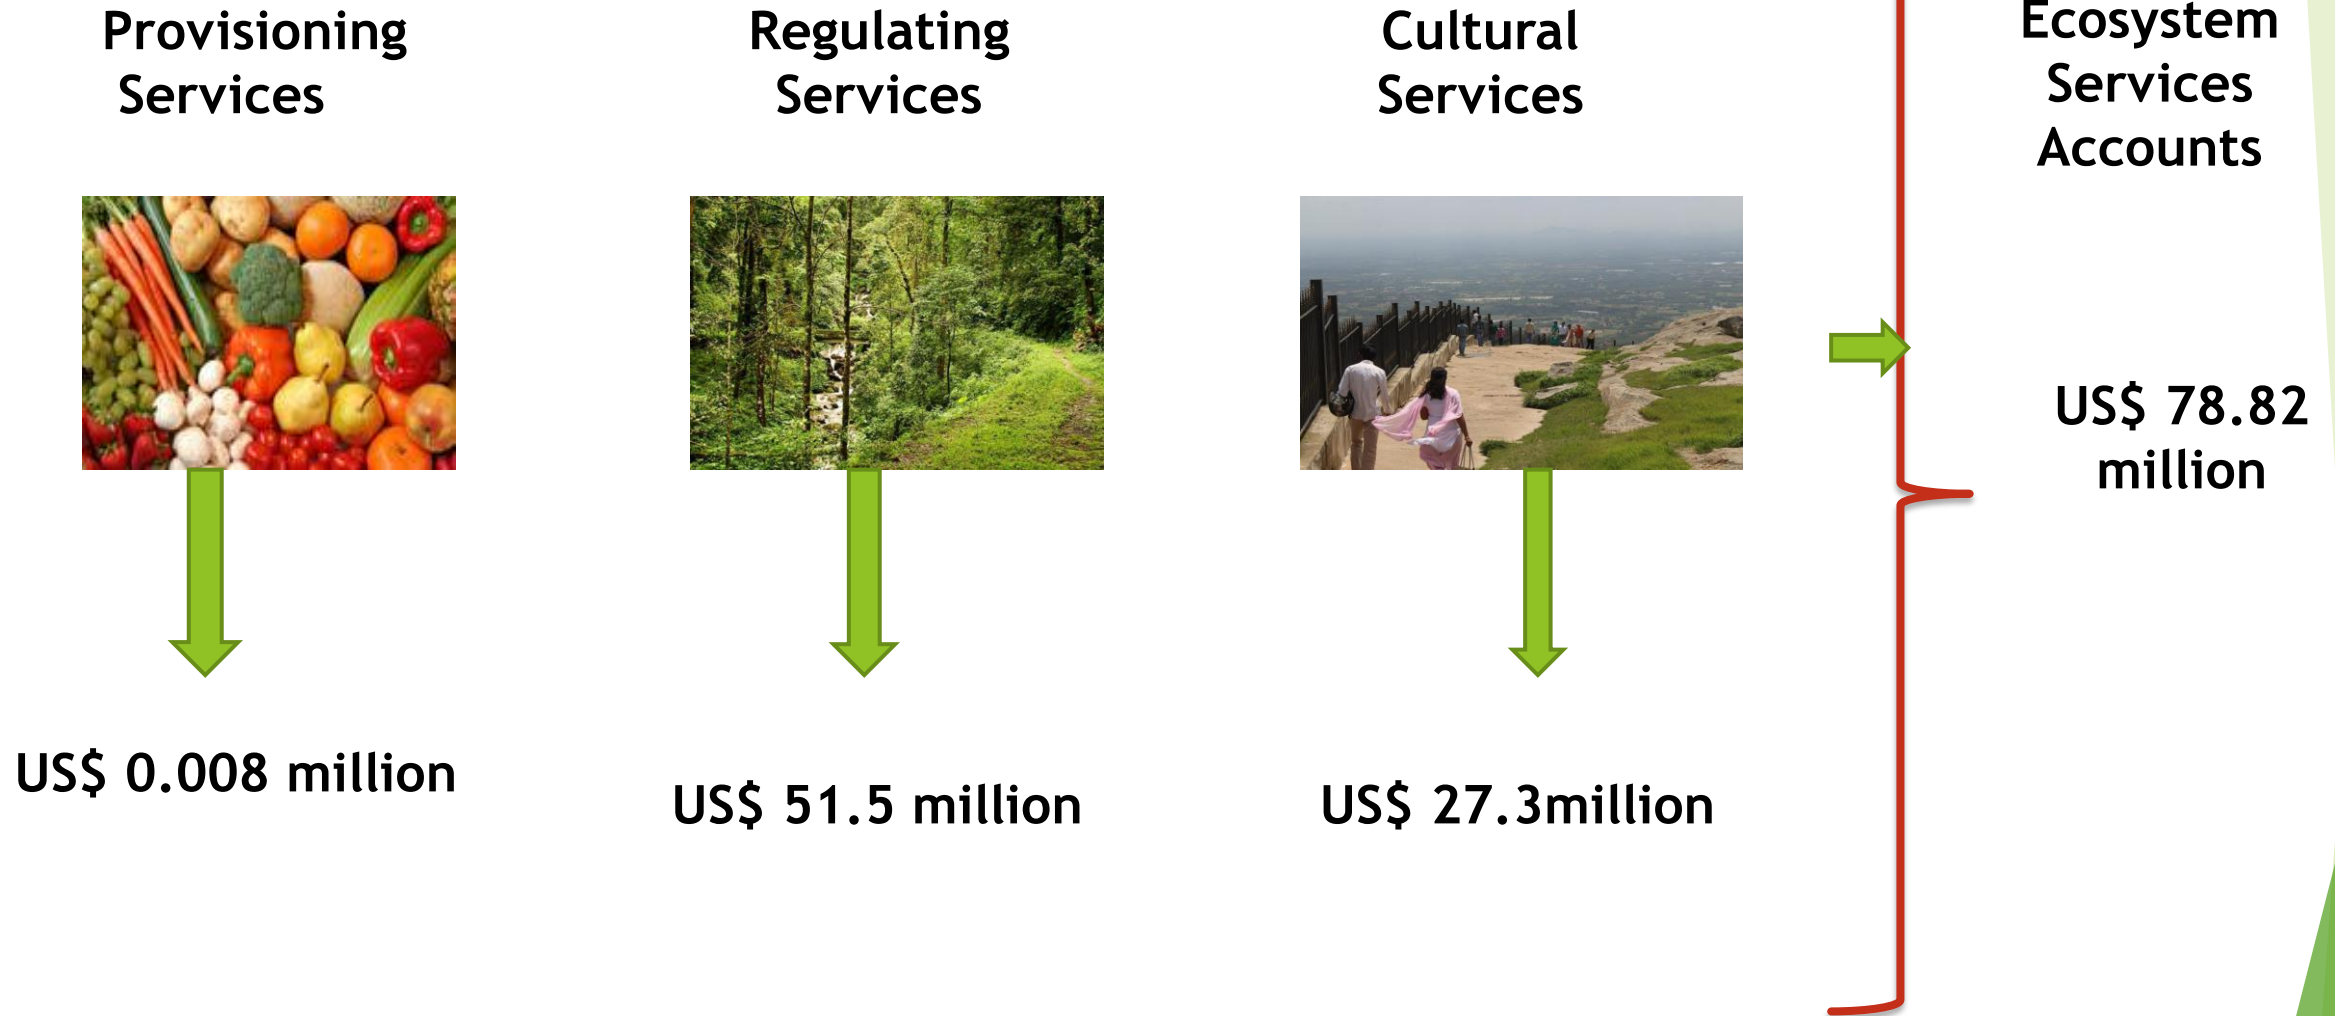 Provisioning
Services
Regulating
Services
Cultural
Services
Ecosystem
Services
Accounts
US$ 78.82
million
US$ 0.008 million
US$ 51.5 million
US$ 27.3million